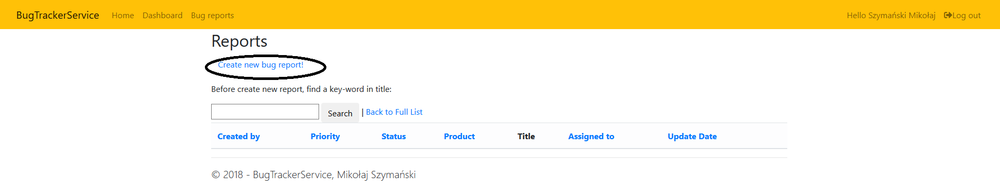 BugTrackerService Home Dashboard Bug reports Hello Szymański Mikołaj Log out
Reports
Create new bug report!
Before create new report, find a key-word in title:
Search | Back to Full List
Created by Priority Status Product Title Assigned to Update Date
© 2018 - BugTrackerService, Mikołaj Szymański